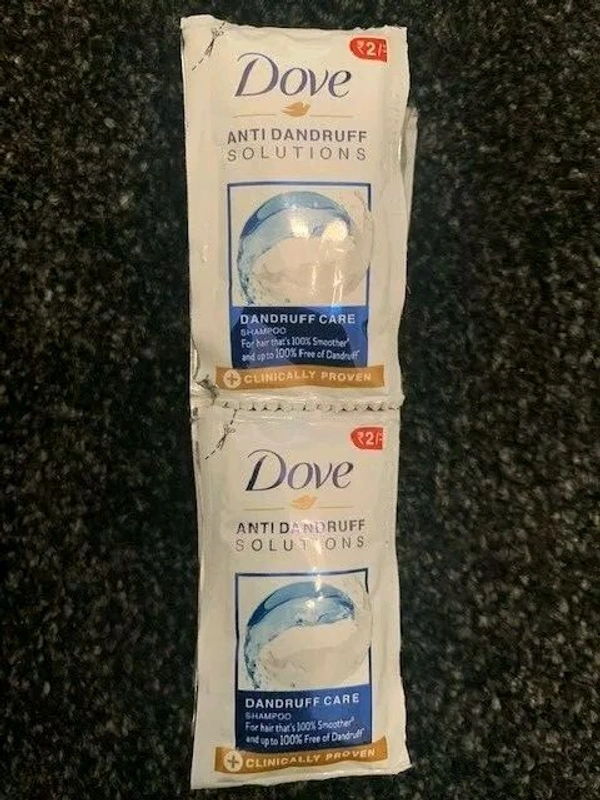 ₹2/-
Dove
ANTI DANDRUFF
SOLUTIONS
DANDRUFF CARE
SHAMPOO
For hair that's 100% Smoother*
and up to 100% Free of Dandruff*
+ CLINICALLY PROVEN
₹2/-
Dove
ANTI DANDRUFF
SOLUTIONS
DANDRUFF CARE
SHAMPOO
For hair that's 100% Smoother*
and up to 100% Free of Dandruff*
+ CLINICALLY PROVEN